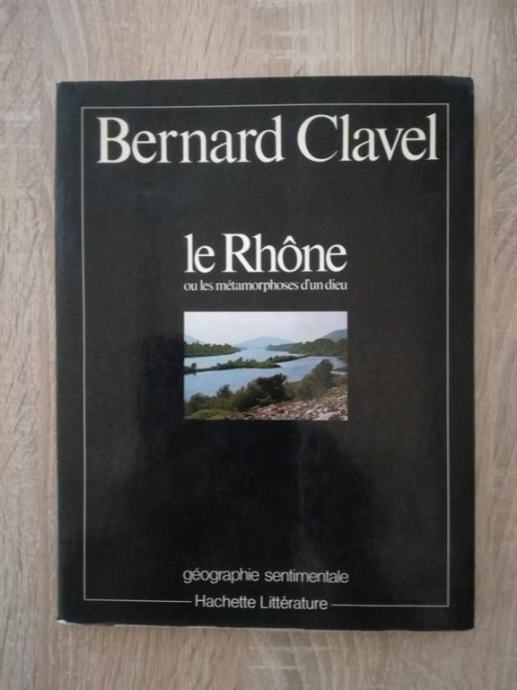 Bernard Clavel
le Rhône
ou les métamorphoses d'un dieu
géographie sentimentale
Hachette Littérature